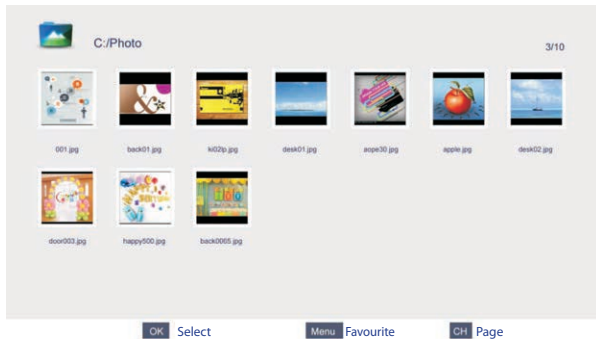 C:/Photo
3/10
001.jpg back01.jpg ki02lp.jpg desk01.jpg aope30.jpg apple.jpg desk02.jpg
door003.jpg happy500.jpg back0065.jpg
OK Select Menu Favourite CH Page